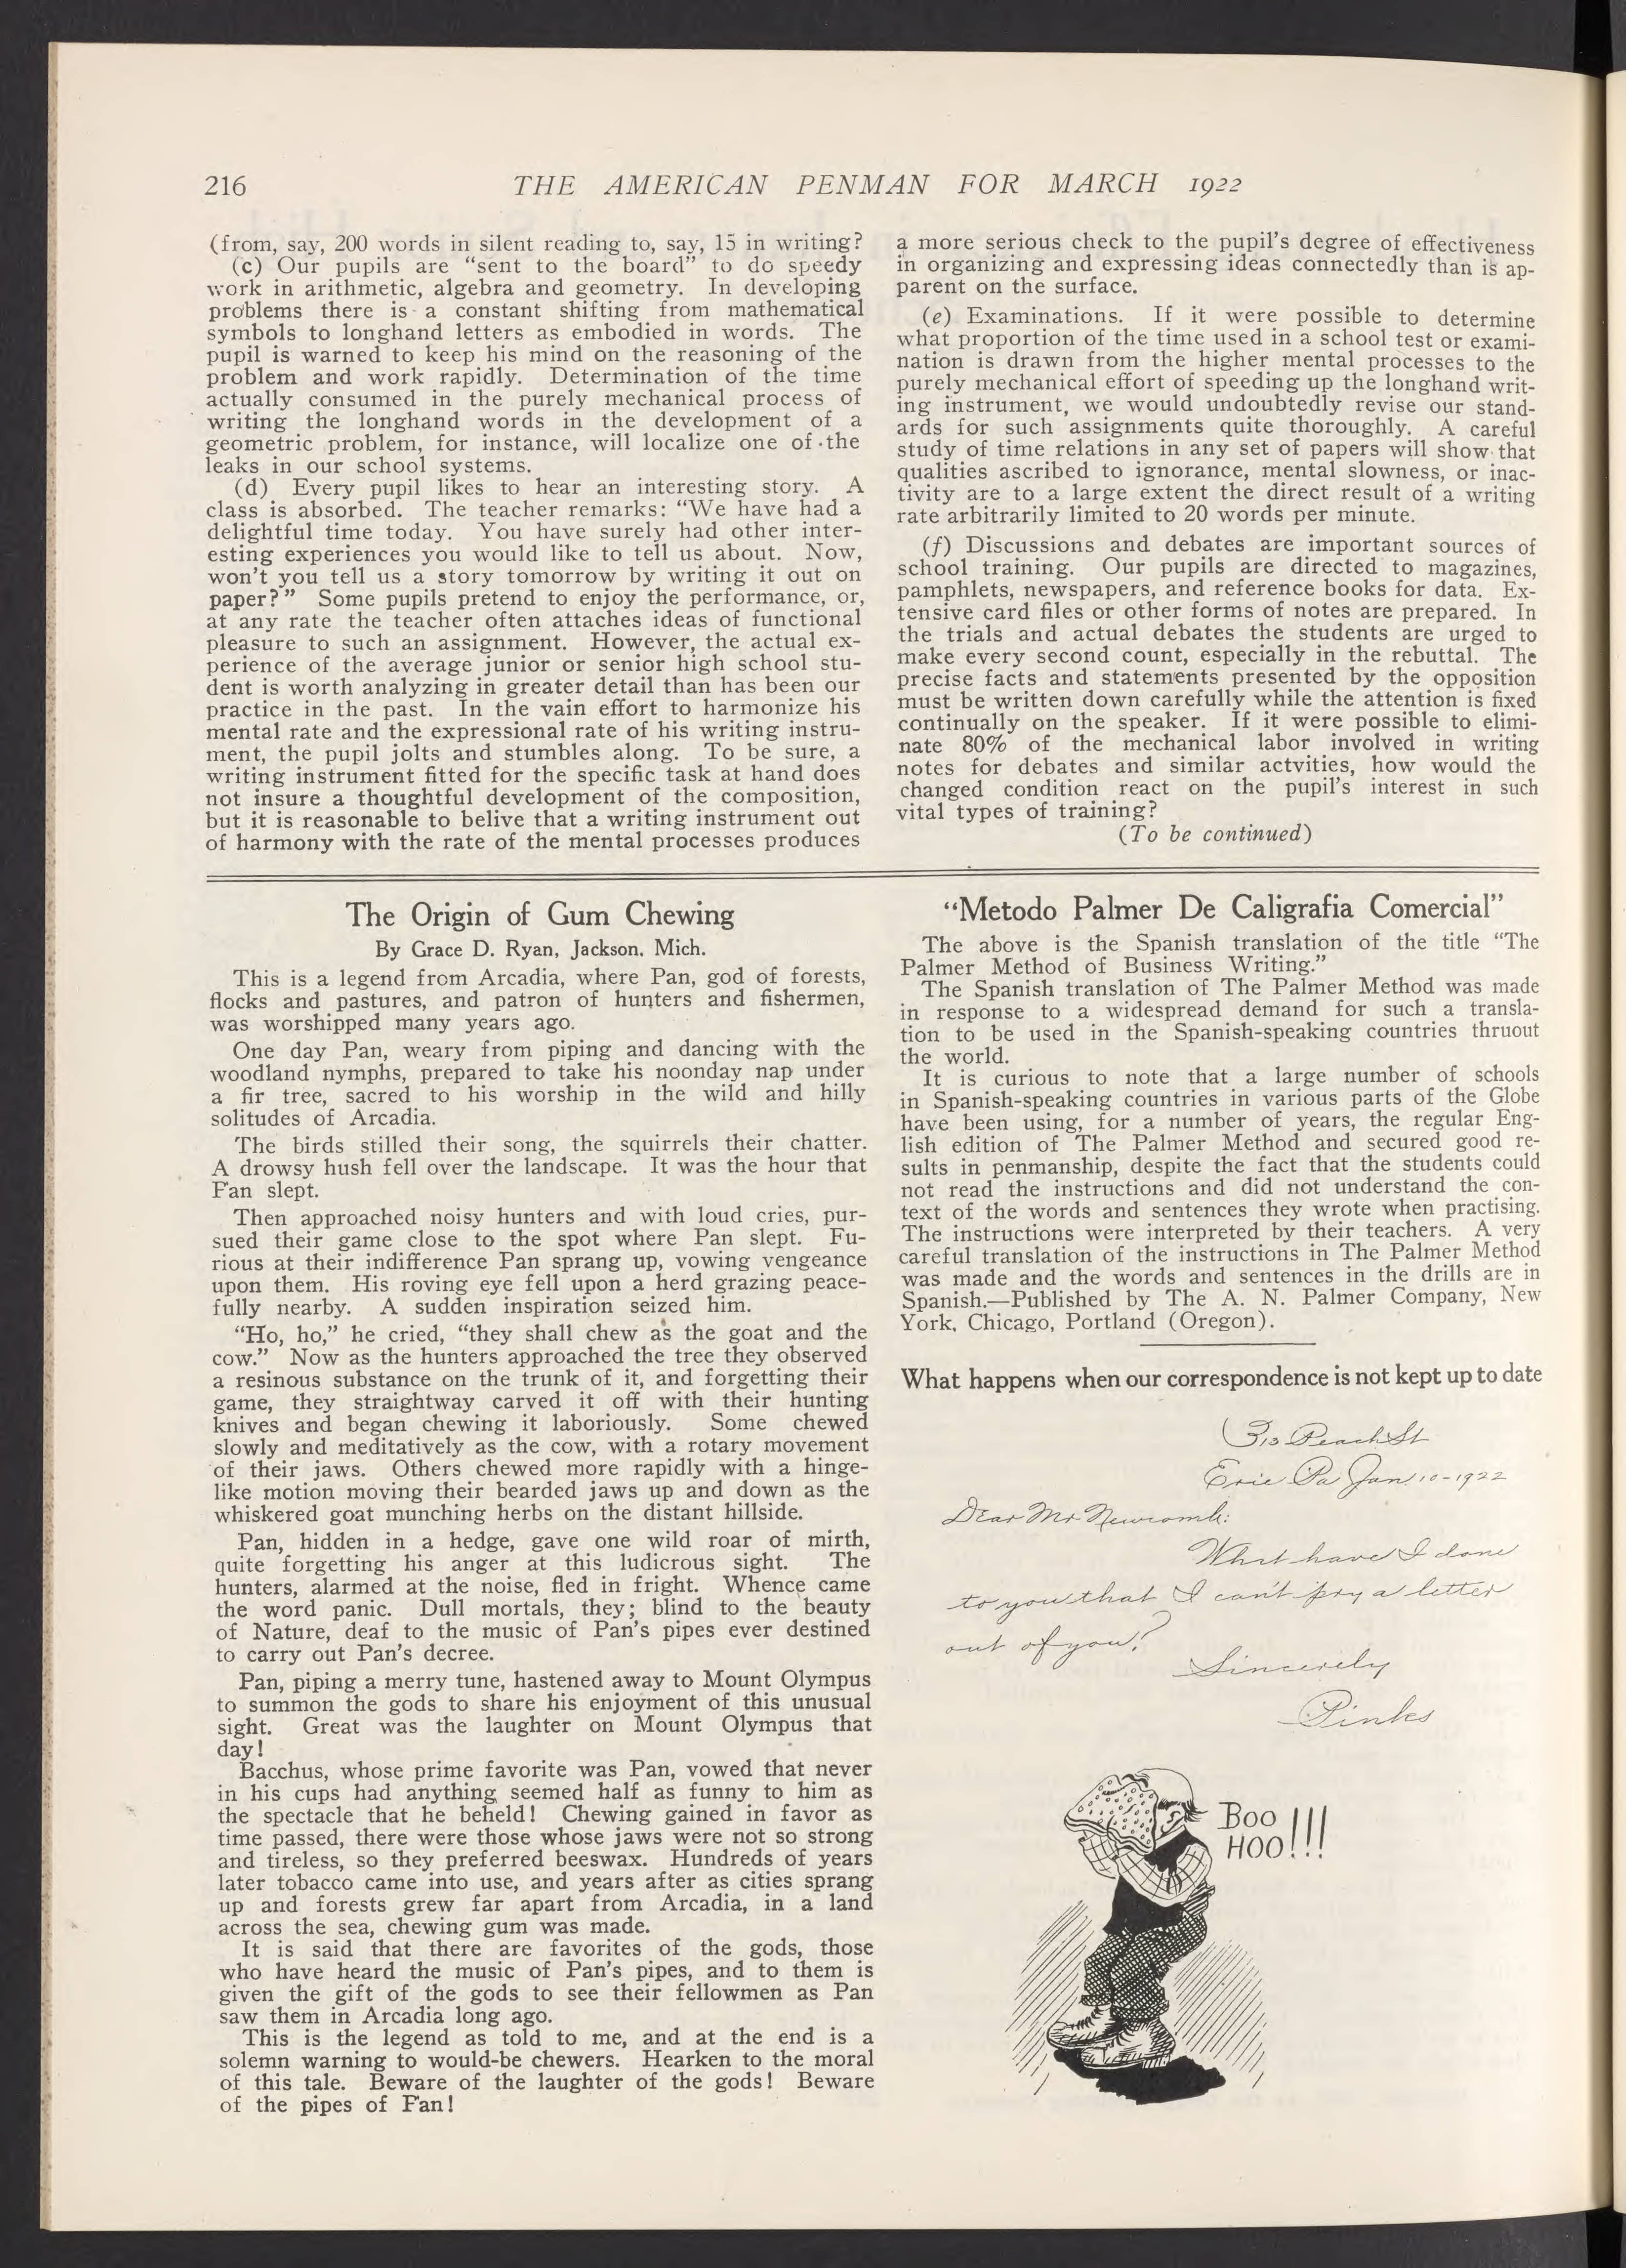 216 THE AMERICAN PENMAN FOR MARCH 1922
(from, say, 200 words in silent reading to, say, 15 in writing?
(c) Our pupils are “sent to the board” to do speedy
work in arithmetic, algebra and geometry. In developing
problems there is a constant shifting from mathematical
symbols to longhand letters as embodied in words. The
pupil is warned to keep his mind on the reasoning of the
problem and work rapidly. Determination of the time
actually consumed in the purely mechanical process of
writing the longhand words in the development of a
geometric problem, for instance, will localize one of the
leaks in our school systems.
(d) Every pupil likes to hear an interesting story. A
class is absorbed. The teacher remarks: “We have had a
delightful time today. You have surely had other inter-
esting experiences you would like to tell us about. Now,
won’t you tell us a story tomorrow by writing it out on
paper?” Some pupils pretend to enjoy the performance, or,
at any rate the teacher often attaches ideas of functional
pleasure to such an assignment. However, the actual ex-
perience of the average junior or senior high school stu-
dent is worth analyzing in greater detail than has been our
practice in the past. In the vain effort to harmonize his
mental rate and the expressional rate of his writing instru-
ment, the pupil jolts and stumbles along. To be sure, a
writing instrument fitted for the specific task at hand does
not insure a thoughtful development of the composition,
but it is reasonable to belive that a writing instrument out
of harmony with the rate of the mental processes produces
a more serious check to the pupil’s degree of effectiveness
in organizing and expressing ideas connectedly than is ap-
parent on the surface.
(e) Examinations. If it were possible to determine
what proportion of the time used in a school test or exami-
nation is drawn from the higher mental processes to the
purely mechanical effort of speeding up the longhand writ-
ing instrument, we would undoubtedly revise our stand-
ards for such assignments quite thoroughly. A careful
study of time relations in any set of papers will show that
qualities ascribed to ignorance, mental slowness, or inac-
tivity are to a large extent the direct result of a writing
rate arbitrarily limited to 20 words per minute.
(f) Discussions and debates are important sources of
school training. Our pupils are directed to magazines,
pamphlets, newspapers, and reference books for data. Ex-
tensive card files or other forms of notes are prepared. In
the trials and actual debates the students are urged to
make every second count, especially in the rebuttal. The
precise facts and statements presented by the opposition
must be written down carefully while the attention is fixed
continually on the speaker. If it were possible to elimi-
nate 80% of the mechanical labor involved in writing
notes for debates and similar actvities, how would the
changed condition react on the pupil’s interest in such
vital types of training?
(To be continued)
The Origin of Gum Chewing
By Grace D. Ryan, Jackson, Mich.
This is a legend from Arcadia, where Pan, god of forests,
flocks and pastures, and patron of hunters and fishermen,
was worshipped many years ago.
One day Pan, weary from piping and dancing with the
woodland nymphs, prepared to take his noonday nap under
a fir tree, sacred to his worship in the wild and hilly
solitudes of Arcadia.
The birds stilled their song, the squirrels their chatter.
A drowsy hush fell over the landscape. It was the hour that
Pan slept.
Then approached noisy hunters and with loud cries, pur-
sued their game close to the spot where Pan slept. Fu-
rious at their indifference Pan sprang up, vowing vengeance
upon them. His roving eye fell upon a herd grazing peace-
fully nearby. A sudden inspiration seized him.
“Ho, ho,” he cried, “they shall chew as the goat and the
cow.” Now as the hunters approached the tree they observed
a resinous substance on the trunk of it, and forgetting their
game, they straightway carved it off with their hunting
knives and began chewing it laboriously. Some chewed
slowly and meditatively as the cow, with a rotary movement
of their jaws. Others chewed more rapidly with a hinge-
like motion moving their bearded jaws up and down as the
whiskered goat munching herbs on the distant hillside.
Pan, hidden in a hedge, gave one wild roar of mirth,
quite forgetting his anger at this ludicrous sight. The
hunters, alarmed at the noise, fled in fright. Whence came
the word panic. Dull mortals, they; blind to the beauty
of Nature, deaf to the music of Pan’s pipes ever destined
to carry out Pan’s decree.
Pan, piping a merry tune, hastened away to Mount Olympus
to summon the gods to share his enjoyment of this unusual
sight. Great was the laughter on Mount Olympus that
day!
Bacchus, whose prime favorite was Pan, vowed that never
in his cups had anything seemed half as funny to him as
the spectacle that he beheld! Chewing gained in favor as
time passed, there were those whose jaws were not so strong
and tireless, so they preferred beeswax. Hundreds of years
later tobacco came into use, and years after as cities sprang
up and forests grew far apart from Arcadia, in a land
across the sea, chewing gum was made.
It is said that there are favorites of the gods, those
who have heard the music of Pan’s pipes, and to them is
given the gift of the gods to see their fellowmen as Pan
saw them in Arcadia long ago.
This is the legend as told to me, and at the end is a
solemn warning to would-be chewers. Hearken to the moral
of this tale. Beware of the laughter of the gods! Beware
of the pipes of Pan!
“Metodo Palmer De Caligrafia Comercial”
The above is the Spanish translation of the title “The
Palmer Method of Business Writing.”
The Spanish translation of The Palmer Method was made
in response to a widespread demand for such a transla-
tion to be used in the Spanish-speaking countries thruout
the world.
It is curious to note that a large number of schools
in Spanish-speaking countries in various parts of the Globe
have been using, for a number of years, the regular Eng-
lish edition of The Palmer Method and secured good re-
sults in penmanship, despite the fact that the students could
not read the instructions and did not understand the con-
text of the words and sentences they wrote when practising.
The instructions were interpreted by their teachers. A very
careful translation of the instructions in The Palmer Method
was made and the words and sentences in the drills are in
Spanish.—Published by The A. N. Palmer Company, New
York, Chicago, Portland (Oregon).
What happens when our correspondence is not kept up to date
313 Peach St
Erie Pa Jan. 10-1922
Dear Mr Newcomb:
What have I done
to you that I can't pry a letter
out of you?
Sincerely
Pinks
BOO
HOO!!!